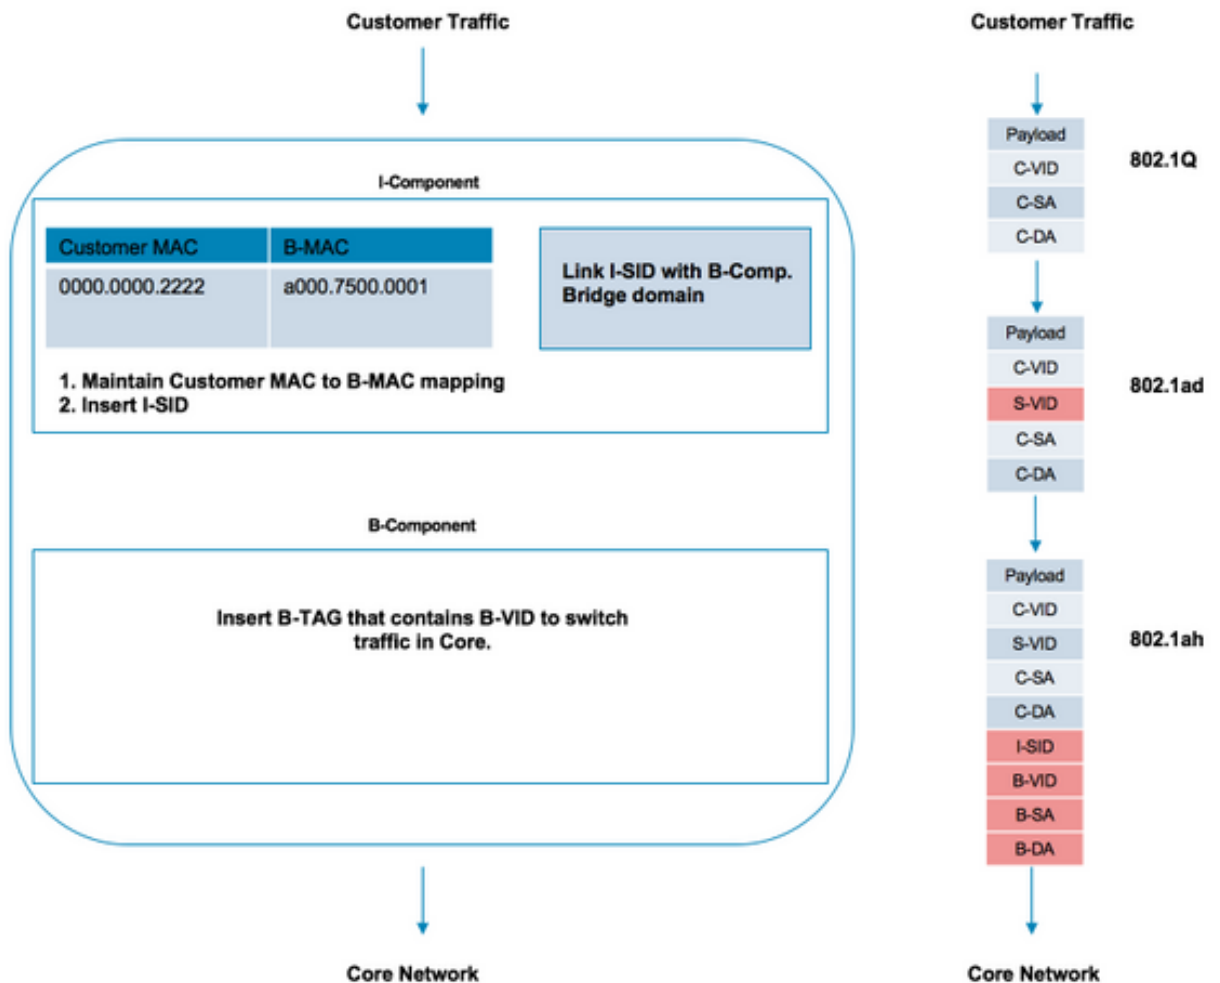 Customer Traffic
I-Component
Customer MAC B-MAC
0000.0000.2222 a000.7500.0001
Link I-SID with B-Comp.
Bridge domain
1. Maintain Customer MAC to B-MAC mapping
2. Insert I-SID
B-Component
Insert B-TAG that contains B-VID to switch
traffic in Core.
Core Network
Customer Traffic
Payload
C-VID
C-SA
C-DA
802.1Q
Payload
C-VID
S-VID
C-SA
C-DA
802.1ad
Payload
C-VID
S-VID
C-SA
C-DA
I-SID
B-VID
B-SA
B-DA
802.1ah
Core Network